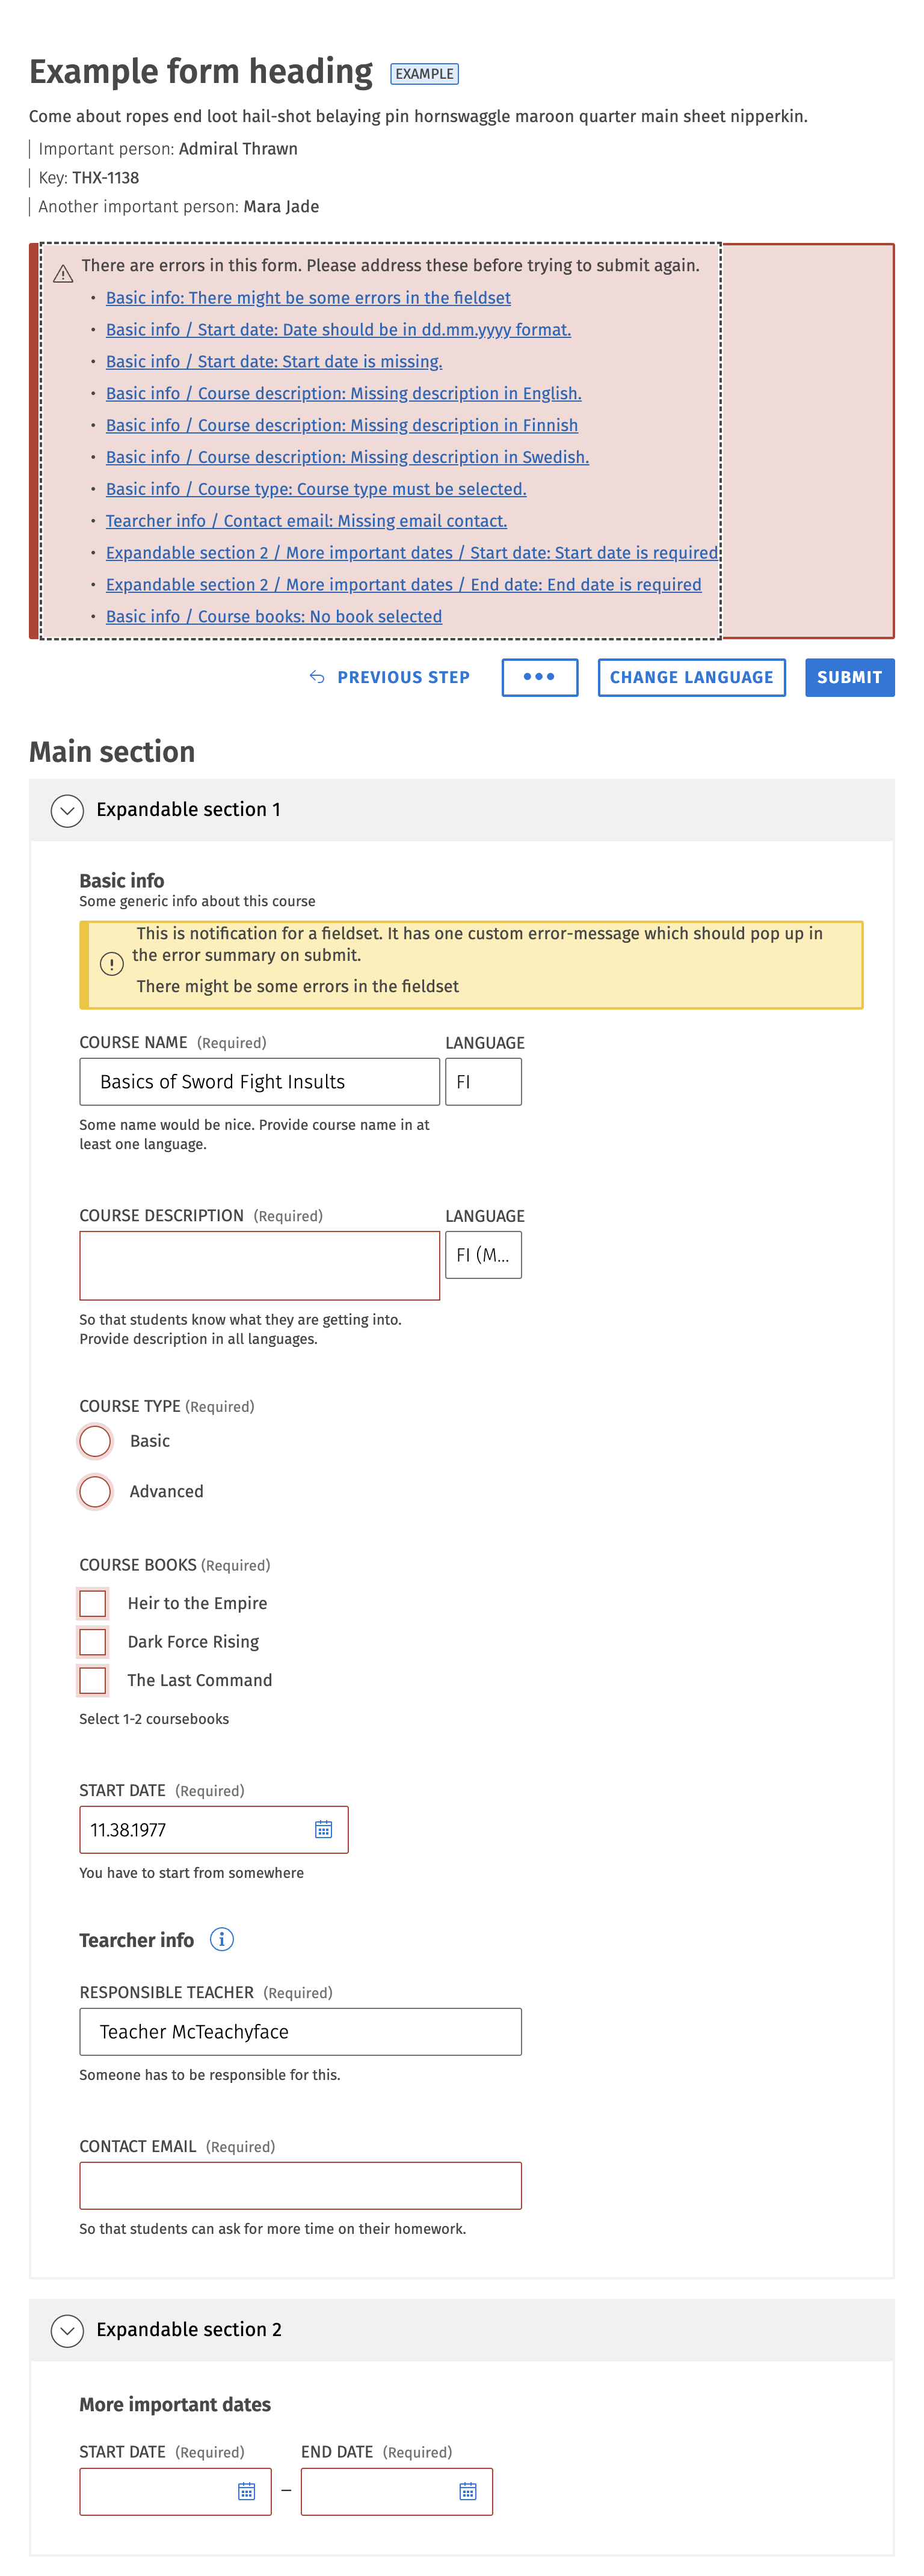 Example form heading EXAMPLE
Come about ropes end loot hail-shot belaying pin hornswaggle maroon quarter main sheet nipperkin.
Important person: Admiral Thrawn
Key: THX-1138
Another important person: Mara Jade
There are errors in this form. Please address these before trying to submit again.
• Basic info: There might be some errors in the fieldset
• Basic info / Start date: Date should be in dd.mm.yyyy format.
• Basic info / Start date: Start date is missing.
• Basic info / Course description: Missing description in English.
• Basic info / Course description: Missing description in Finnish
• Basic info / Course description: Missing description in Swedish.
• Basic info / Course type: Course type must be selected.
• Tearcher info / Contact email: Missing email contact.
• Expandable section 2 / More important dates / Start date: Start date is required
• Expandable section 2 / More important dates / End date: End date is required
• Basic info / Course books: No book selected
PREVIOUS STEP ••• CHANGE LANGUAGE SUBMIT
Main section
Expandable section 1
Basic info
Some generic info about this course
This is notification for a fieldset. It has one custom error-message which should pop up in
the error summary on submit.
There might be some errors in the fieldset
COURSE NAME (Required) LANGUAGE
Basics of Sword Fight Insults FI
Some name would be nice. Provide course name in at
least one language.
COURSE DESCRIPTION (Required) LANGUAGE
FI (M...
So that students know what they are getting into.
Provide description in all languages.
COURSE TYPE (Required)
Basic
Advanced
COURSE BOOKS (Required)
Heir to the Empire
Dark Force Rising
The Last Command
Select 1-2 coursebooks
START DATE (Required)
11.38.1977
You have to start from somewhere
Tearcher info
RESPONSIBLE TEACHER (Required)
Teacher McTeachyface
Someone has to be responsible for this.
CONTACT EMAIL (Required)
So that students can ask for more time on their homework.
Expandable section 2
More important dates
START DATE (Required) END DATE (Required)
–